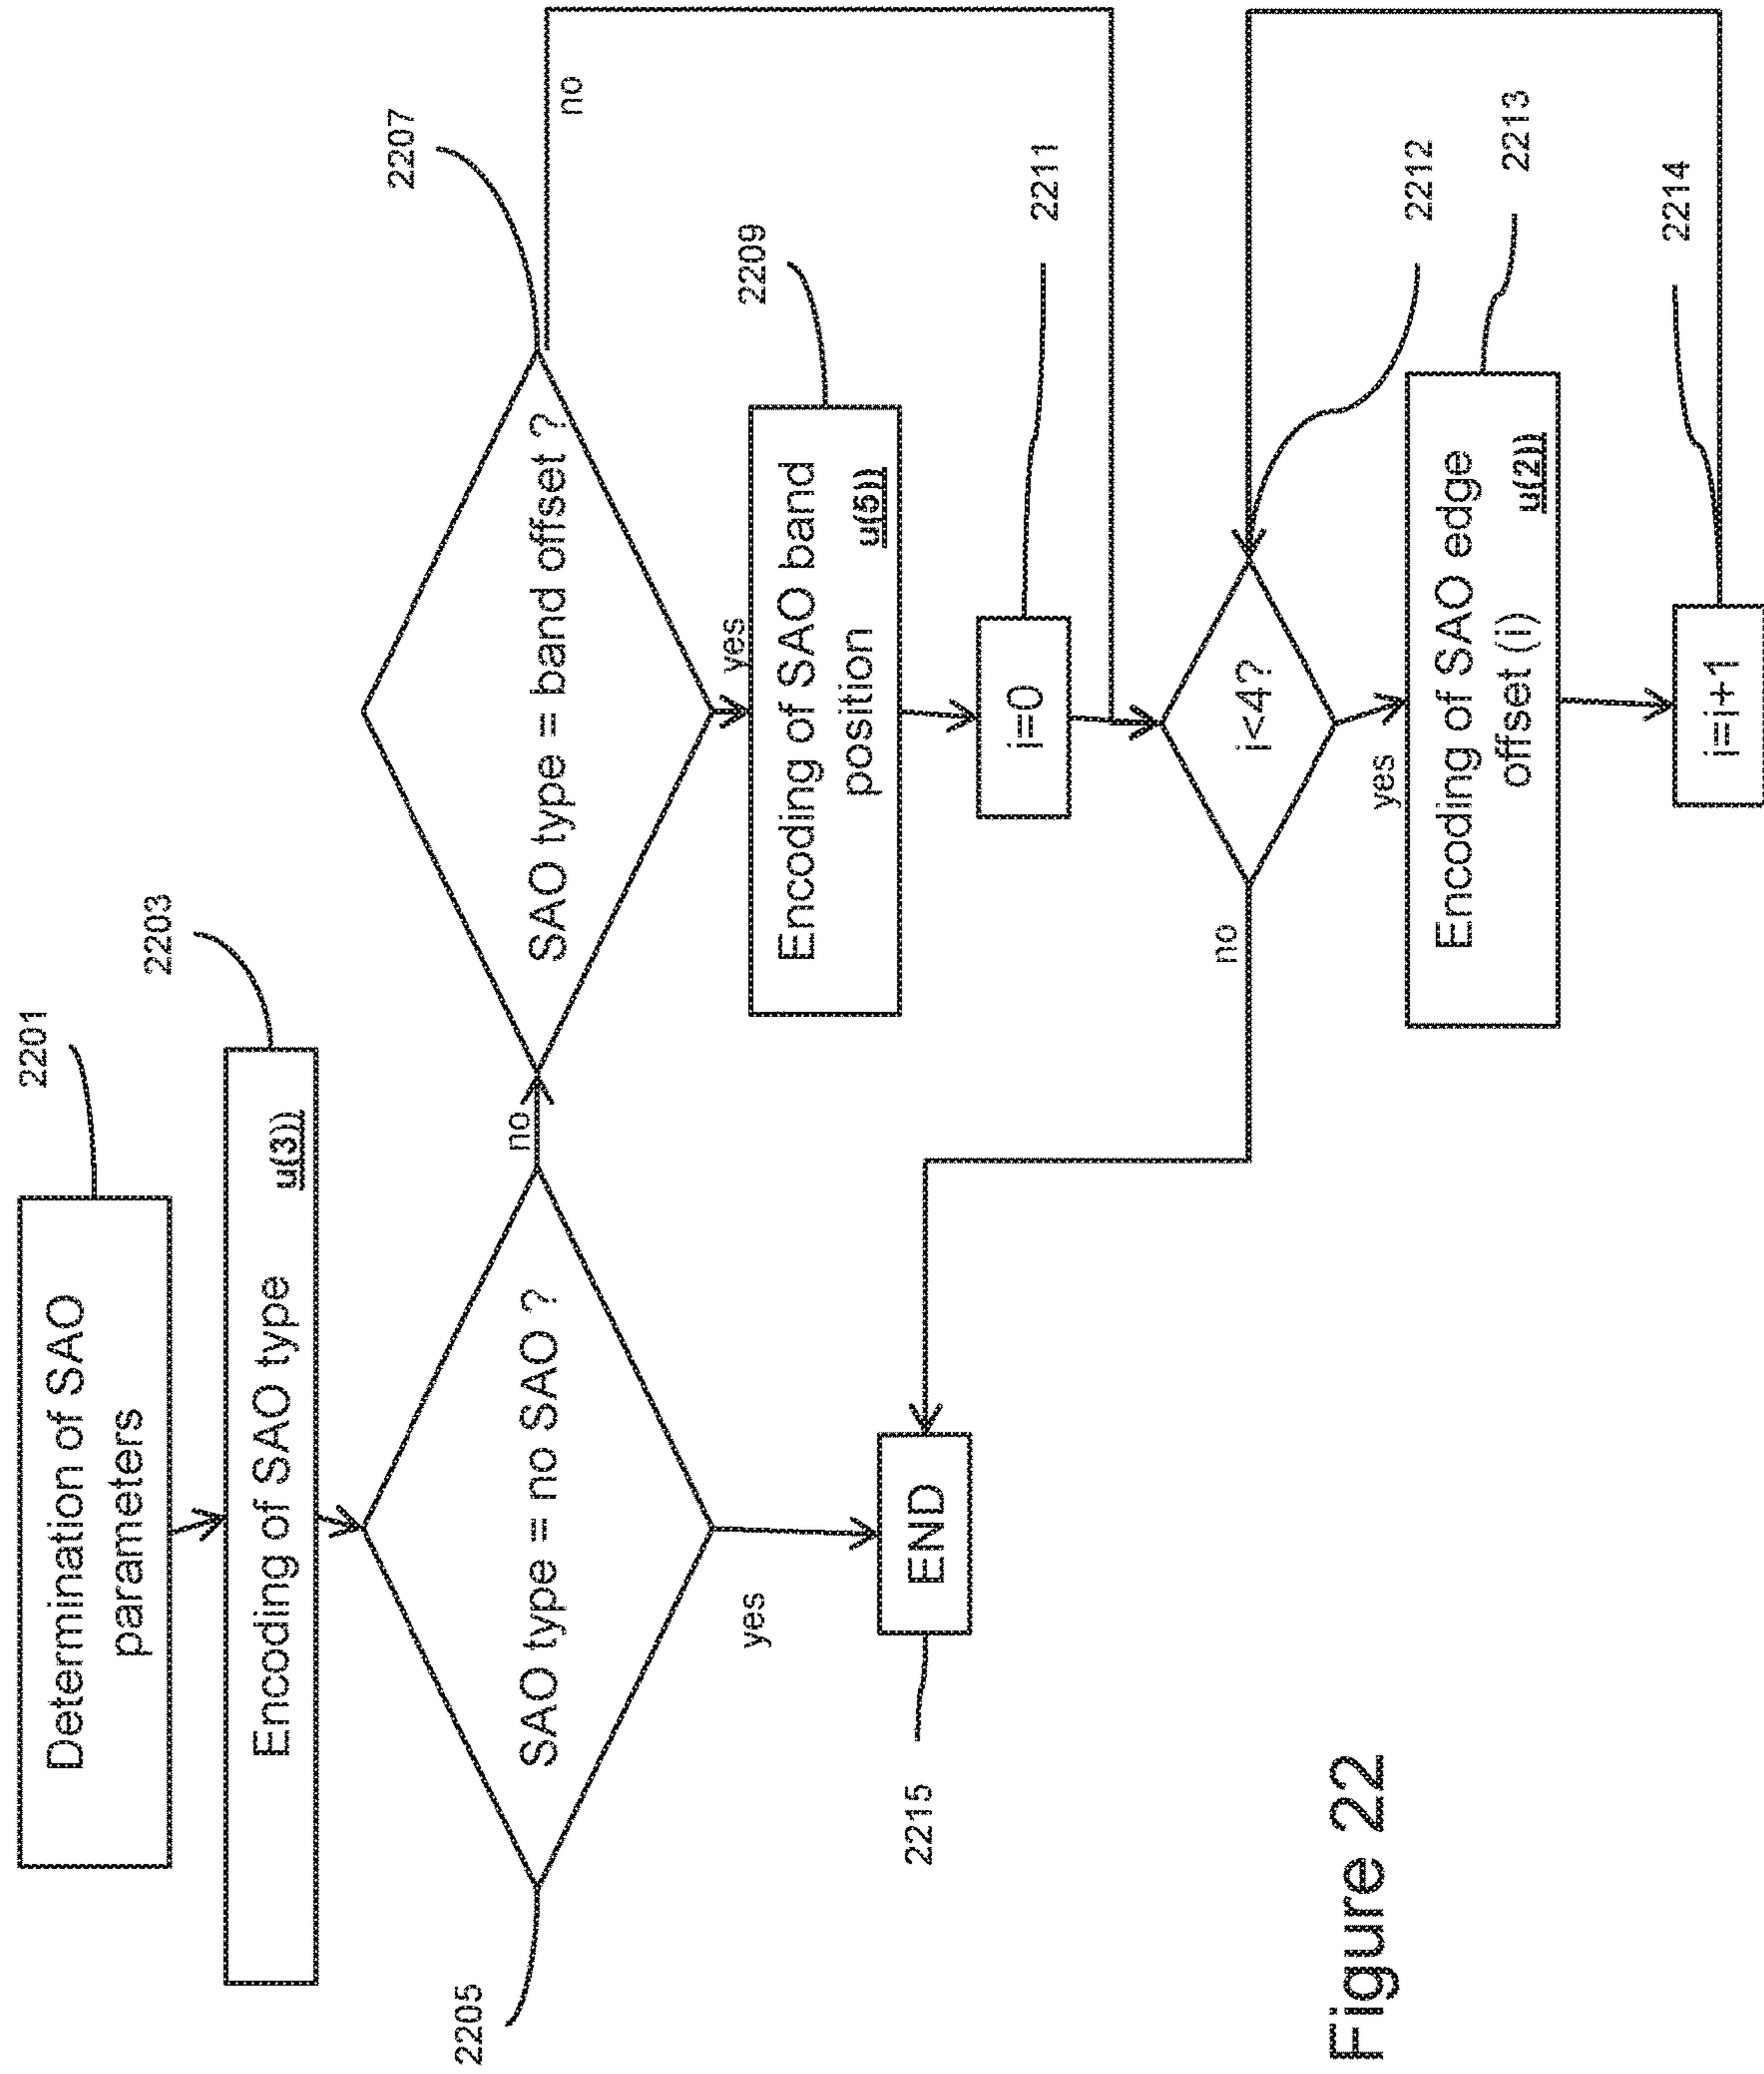 2201
Determination of SAO
parameters
2203
Encoding of SAO type
u(3))
2205
SAO type = no SAO ?
no
yes
2207
SAO type = band offset ?
no
yes
2209
Encoding of SAO band
position
u(5))
2211
i=0
2212
i<4?
no
yes
2213
Encoding of SAO edge
offset (i)
u(2))
2214
i=i+1
END
2215
Figure 22